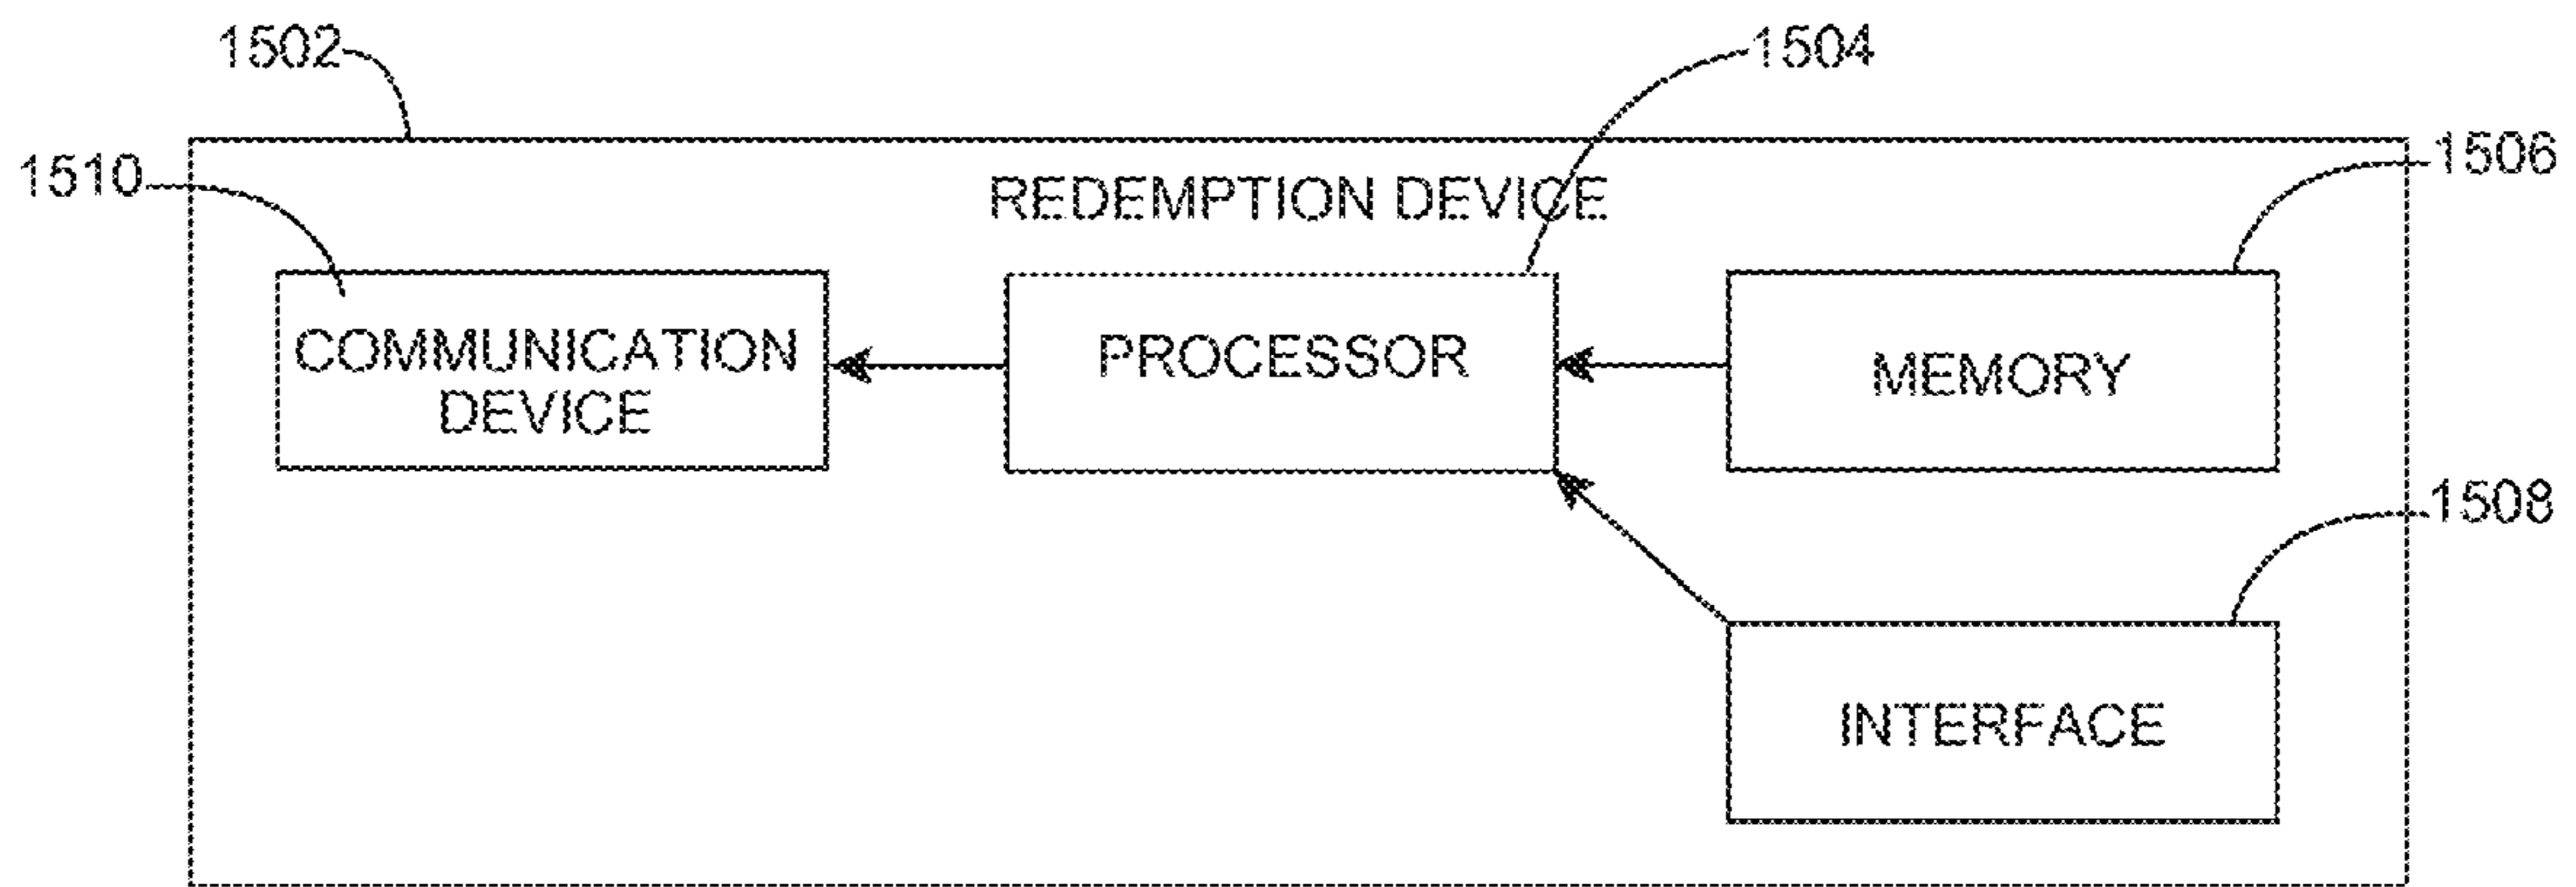 1502
1504
1506
1510
REDEMPTION DEVICE
COMMUNICATION
DEVICE
PROCESSOR
MEMORY
1508
INTERFACE